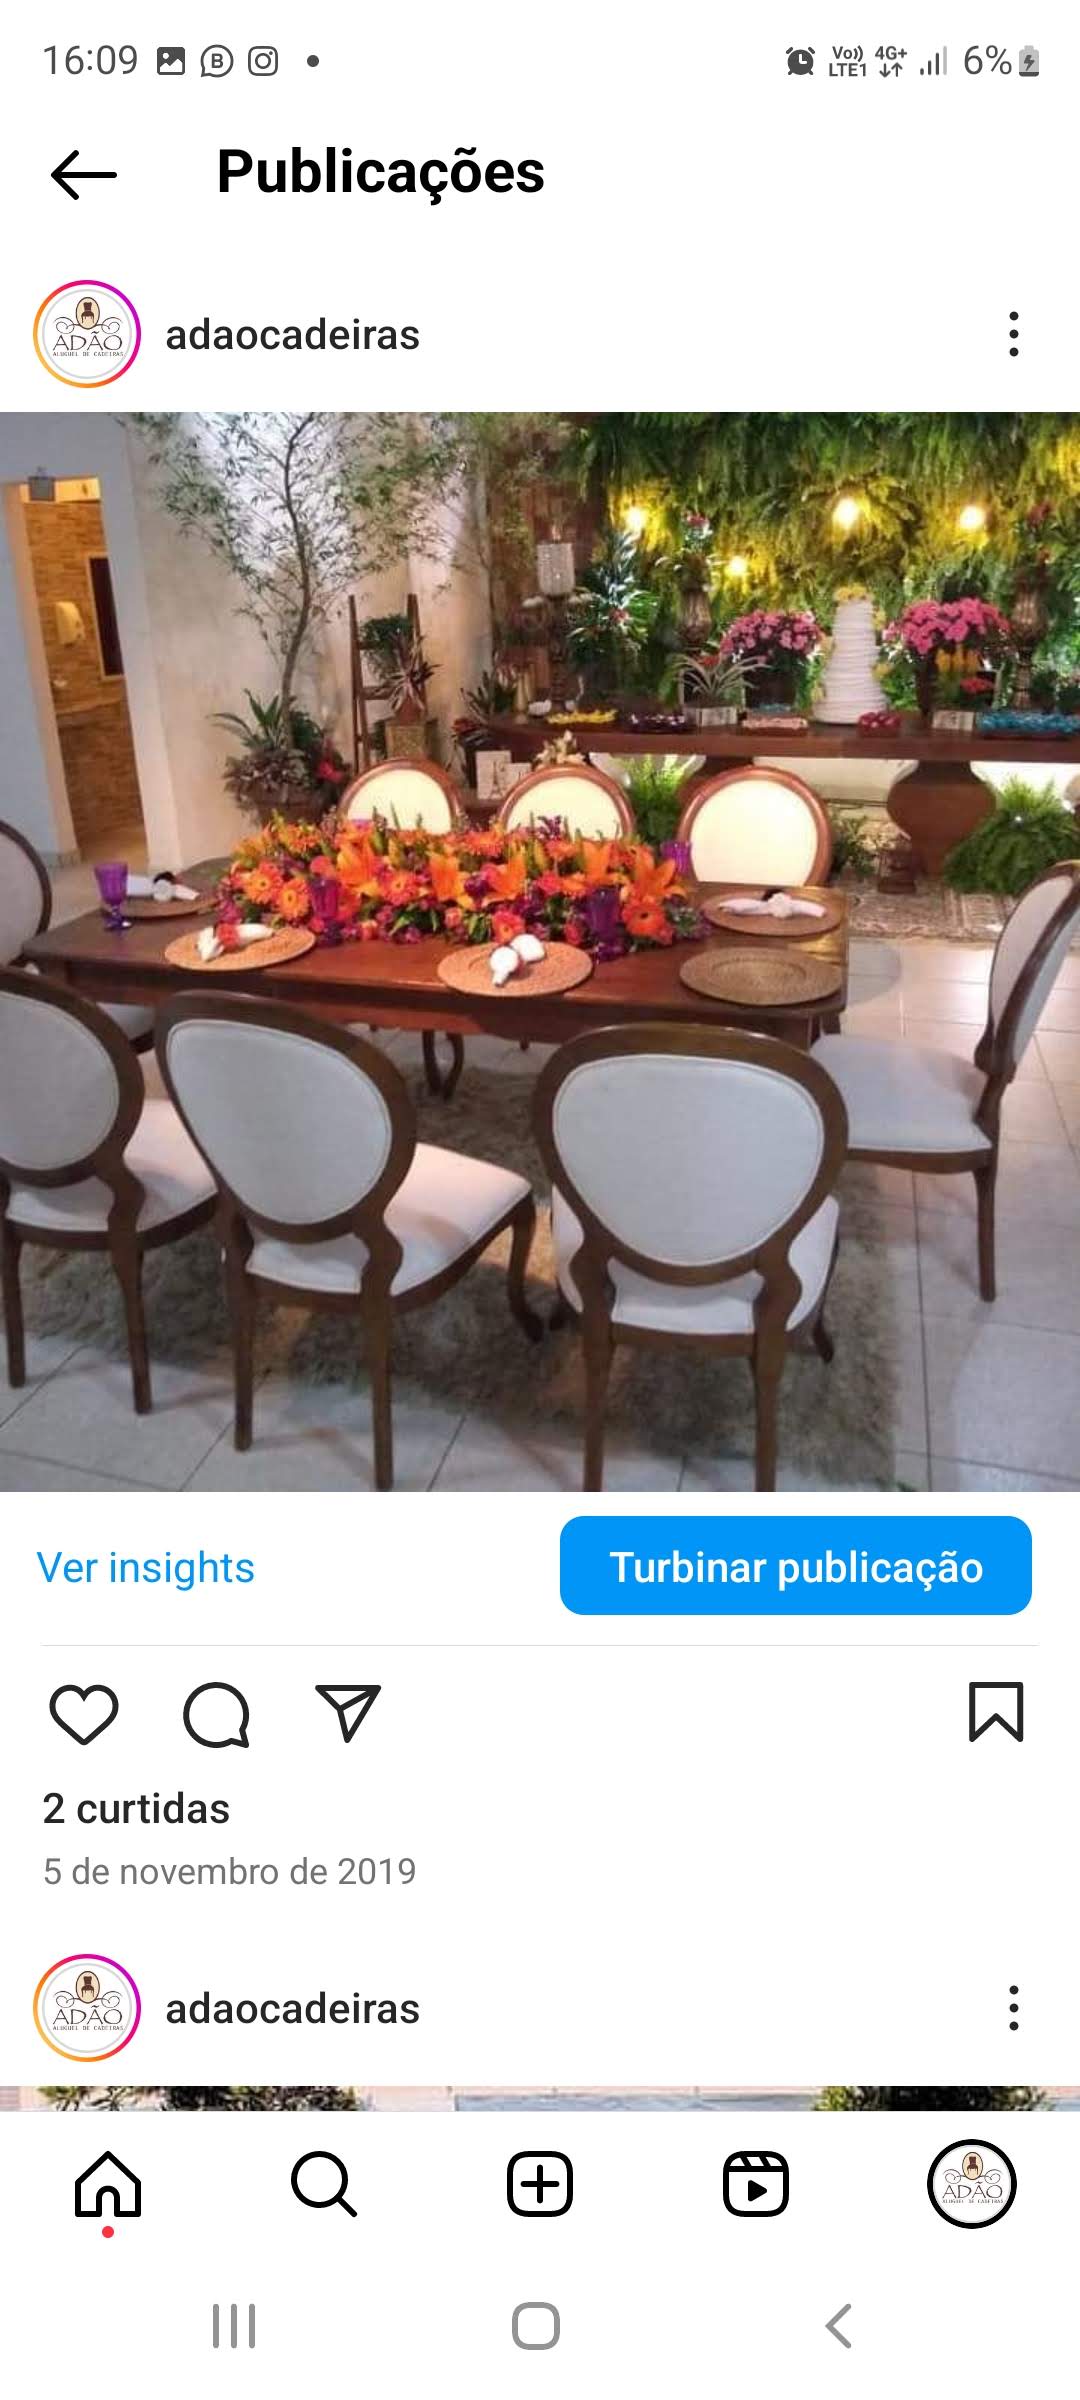 16:09 B Vo)) LTE1 4G+ 6%
Publicações
ADÃO
ALUGUEL DE CADEIRAS
adaocadeiras
Ver insights
Turbinar publicação
2 curtidas
5 de novembro de 2019
ADÃO
ALUGUEL DE CADEIRAS
adaocadeiras
ADÃO
ALUGUEL DE CADEIRAS